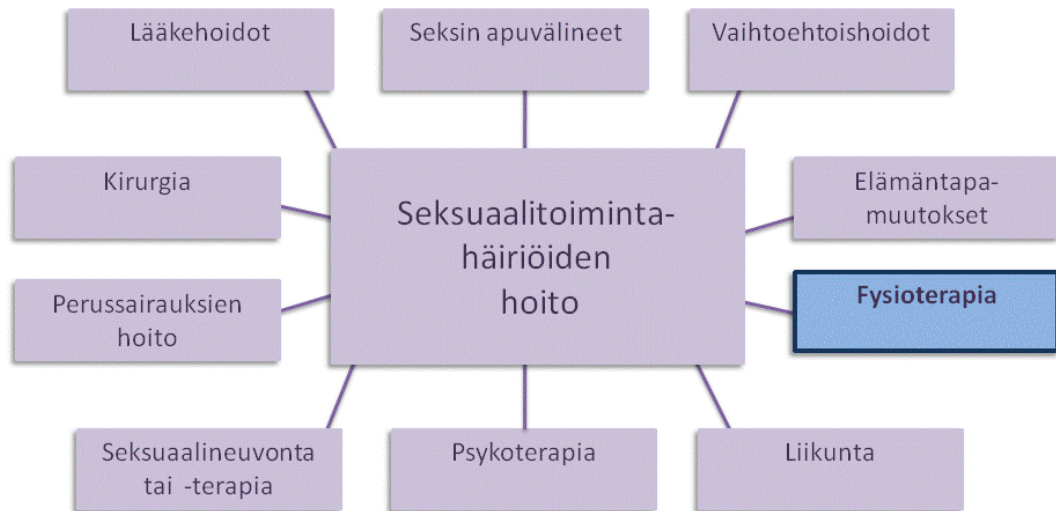 Lääkehoidot
Seksin apuvälineet
Vaihtoehtoishoidot
Kirurgia
Seksuaalitoiminta-
häiriöiden
hoito
Elämäntapa-
muutokset
Perussairauksien
hoito
Fysioterapia
Seksuaalineuvonta
tai -terapia
Psykoterapia
Liikunta